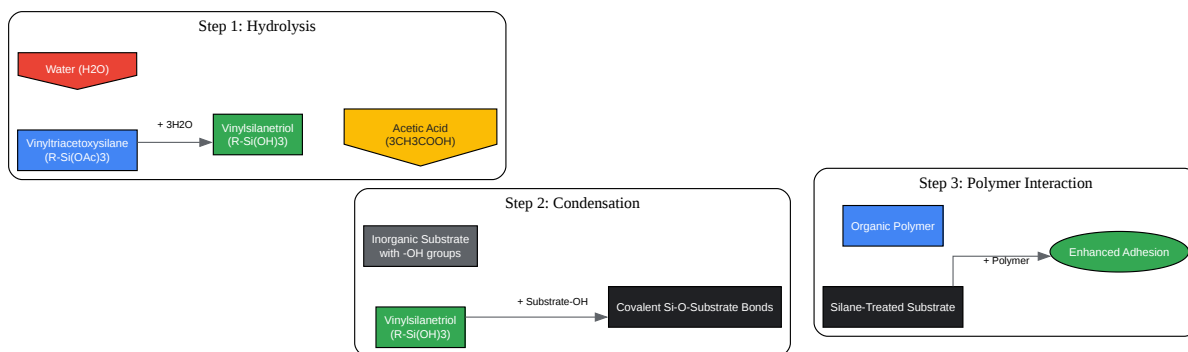 Step 1: Hydrolysis
Water (H2O)
+ 3H2O
Vinyltriacetoxysilane
(R-Si(OAc)3)
Vinylsilanetriol
(R-Si(OH)3)
Acetic Acid
(3CH3COOH)
Step 2: Condensation
Inorganic Substrate
with -OH groups
+ Substrate-OH
Vinylsilanetriol
(R-Si(OH)3)
Covalent Si-O-Substrate Bonds
Step 3: Polymer Interaction
Organic Polymer
+ Polymer
Enhanced Adhesion
Silane-Treated Substrate